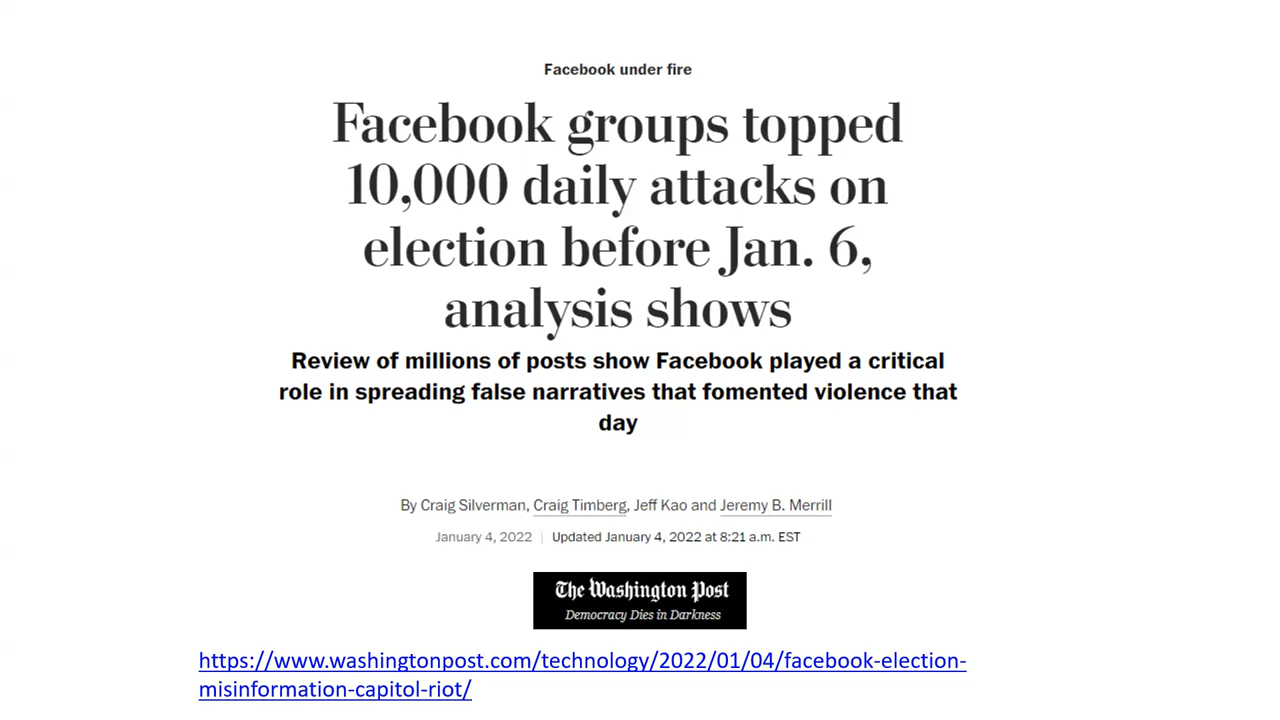 Facebook under fire
Facebook groups topped
10,000 daily attacks on
election before Jan. 6,
analysis shows
Review of millions of posts show Facebook played a critical
role in spreading false narratives that fomented violence that
day
By Craig Silverman, Craig Timberg, Jeff Kao and Jeremy B. Merrill
January 4, 2022 | Updated January 4, 2022 at 8:21 a.m. EST
The Washington Post
Democracy Dies in Darkness
https://www.washingtonpost.com/technology/2022/01/04/facebook-election-
misinformation-capitol-riot/